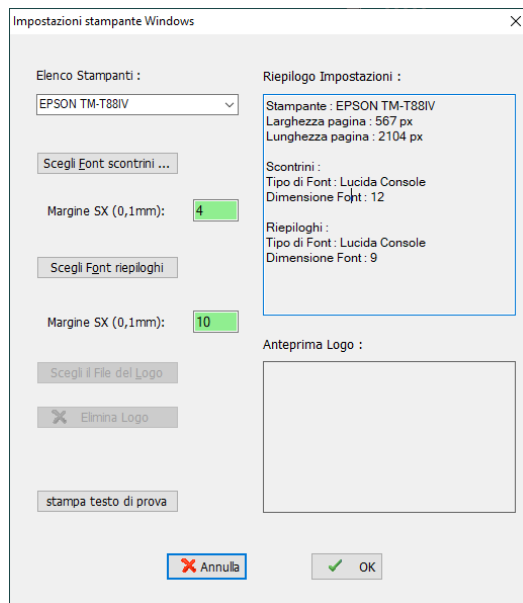 Impostazioni stampante Windows
Elenco Stampanti :
EPSON TM-T88IV
Scegli Font scontrini ...
Margine SX (0,1mm):
4
Scegli Font riepiloghi
Margine SX (0,1mm):
10
Scegli il File del Logo
Elimina Logo
stampa testo di prova
Riepilogo Impostazioni :
Stampante : EPSON TM-T88IV
Larghezza pagina : 567 px
Lunghezza pagina : 2104 px
Scontrini :
Tipo di Font : Lucida Console
Dimensione Font : 12
Riepiloghi :
Tipo di Font : Lucida Console
Dimensione Font : 9
Anteprima Logo :
Annulla
OK